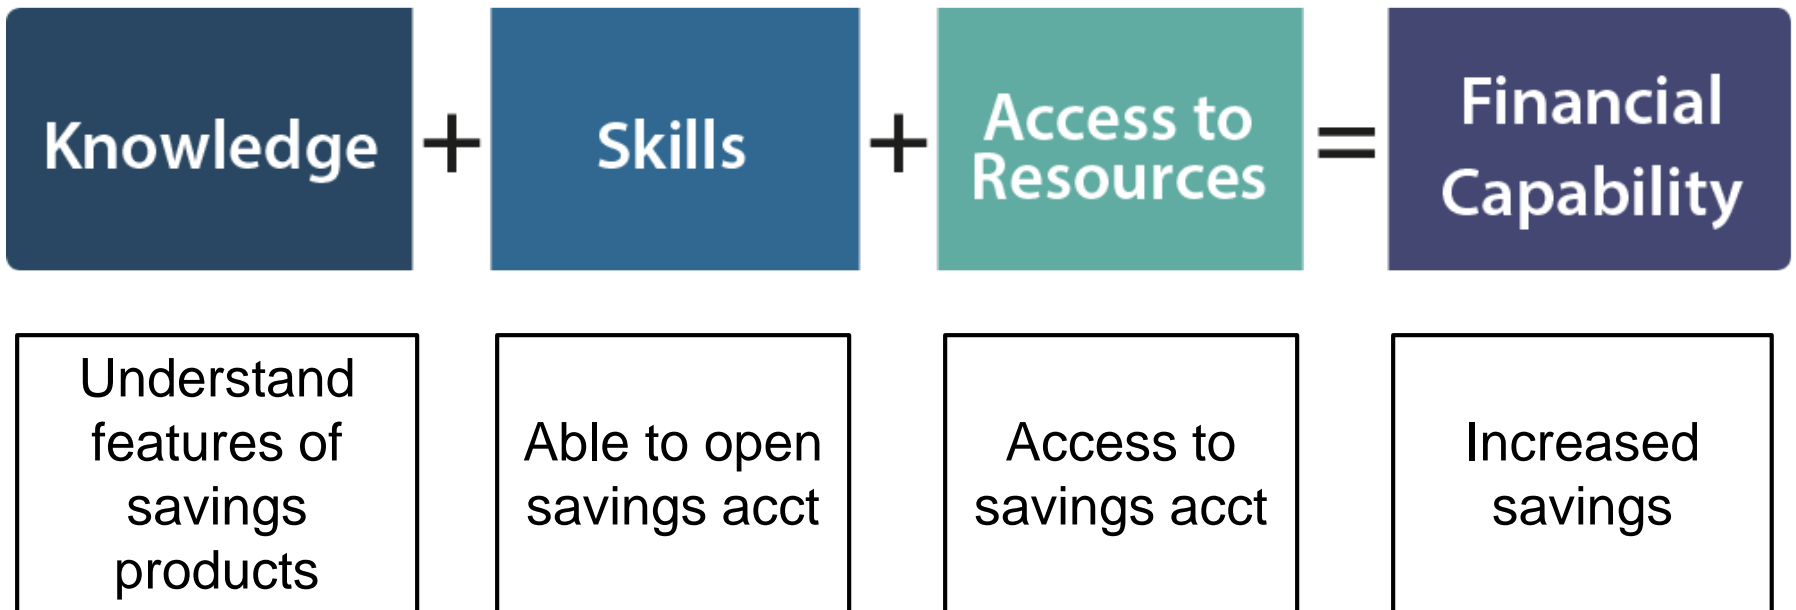 Knowledge
+
Skills
+
Access to
Resources
=
Financial
Capability
Understand
features of
savings
products
Able to open
savings acct
Access to
savings acct
Increased
savings